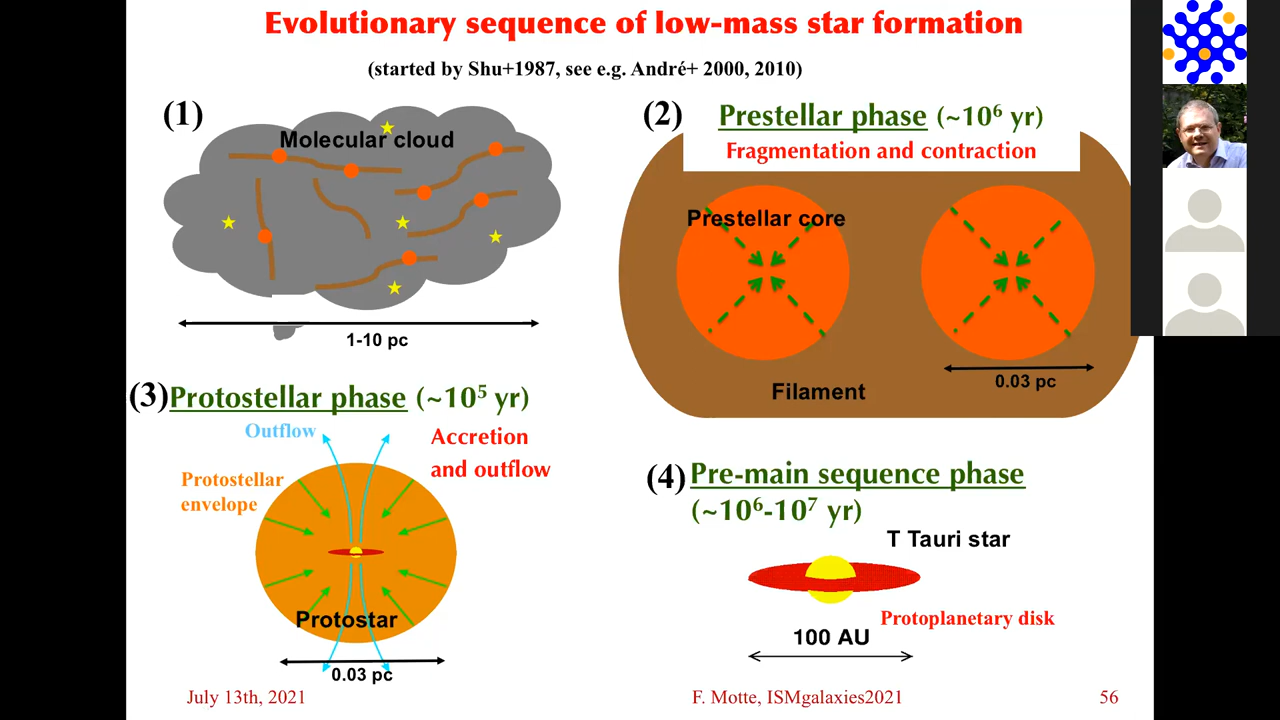 Evolutionary sequence of low-mass star formation
(started by Shu+1987, see e.g. André+ 2000, 2010)
(1)
Molecular cloud
1-10 pc
(2) Prestellar phase (~10⁶ yr)
Fragmentation and contraction
Prestellar core
Filament
0.03 pc
(3) Protostellar phase (~10⁵ yr)
Outflow
Accretion
and outflow
Protostellar
envelope
Protostar
0.03 pc
(4) Pre-main sequence phase
(~10⁶-10⁷ yr)
T Tauri star
Protoplanetary disk
100 AU
July 13th, 2021
F. Motte, ISMgalaxies2021
56